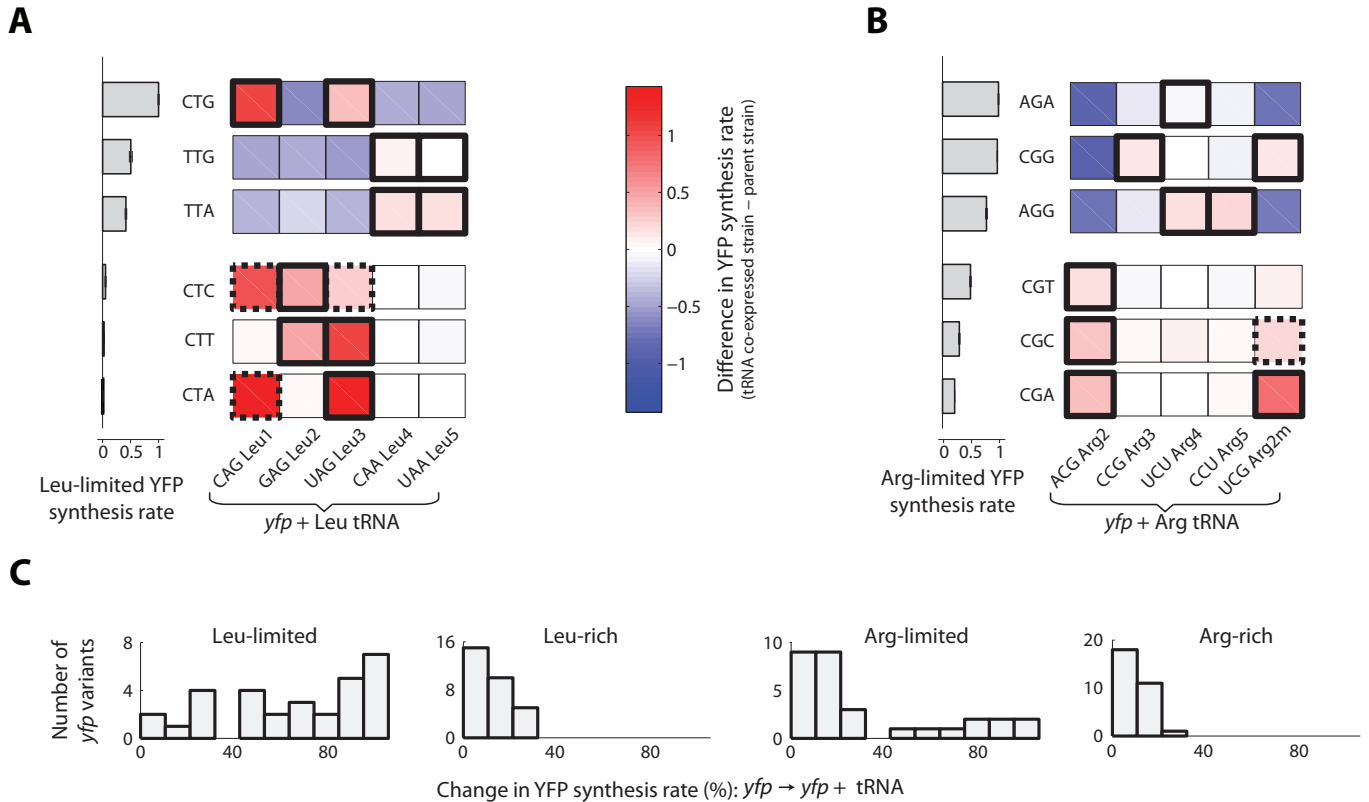 A
CTG
TTG
TTA
CTC
CTT
CTA
0 0.5 1
Leu-limited YFP
synthesis rate
CAG Leu1
GAG Leu2
UAG Leu3
CAA Leu4
UAA Leu5
yfp + Leu tRNA
1
0.5
0
−0.5
−1
Difference in YFP synthesis rate
(tRNA co-expressed strain − parent strain)
B
AGA
CGG
AGG
CGT
CGC
CGA
0 0.5 1
Arg-limited YFP
synthesis rate
ACG Arg2
CCG Arg3
UCU Arg4
CCU Arg5
UCG Arg2m
yfp + Arg tRNA
C
Number of
yfp variants
Leu-limited
8
4
0
0 40 80
Leu-rich
16
8
0
0 40 80
Arg-limited
10
5
0
0 40 80
Arg-rich
20
10
0
0 40 80
Change in YFP synthesis rate (%): yfp → yfp + tRNA